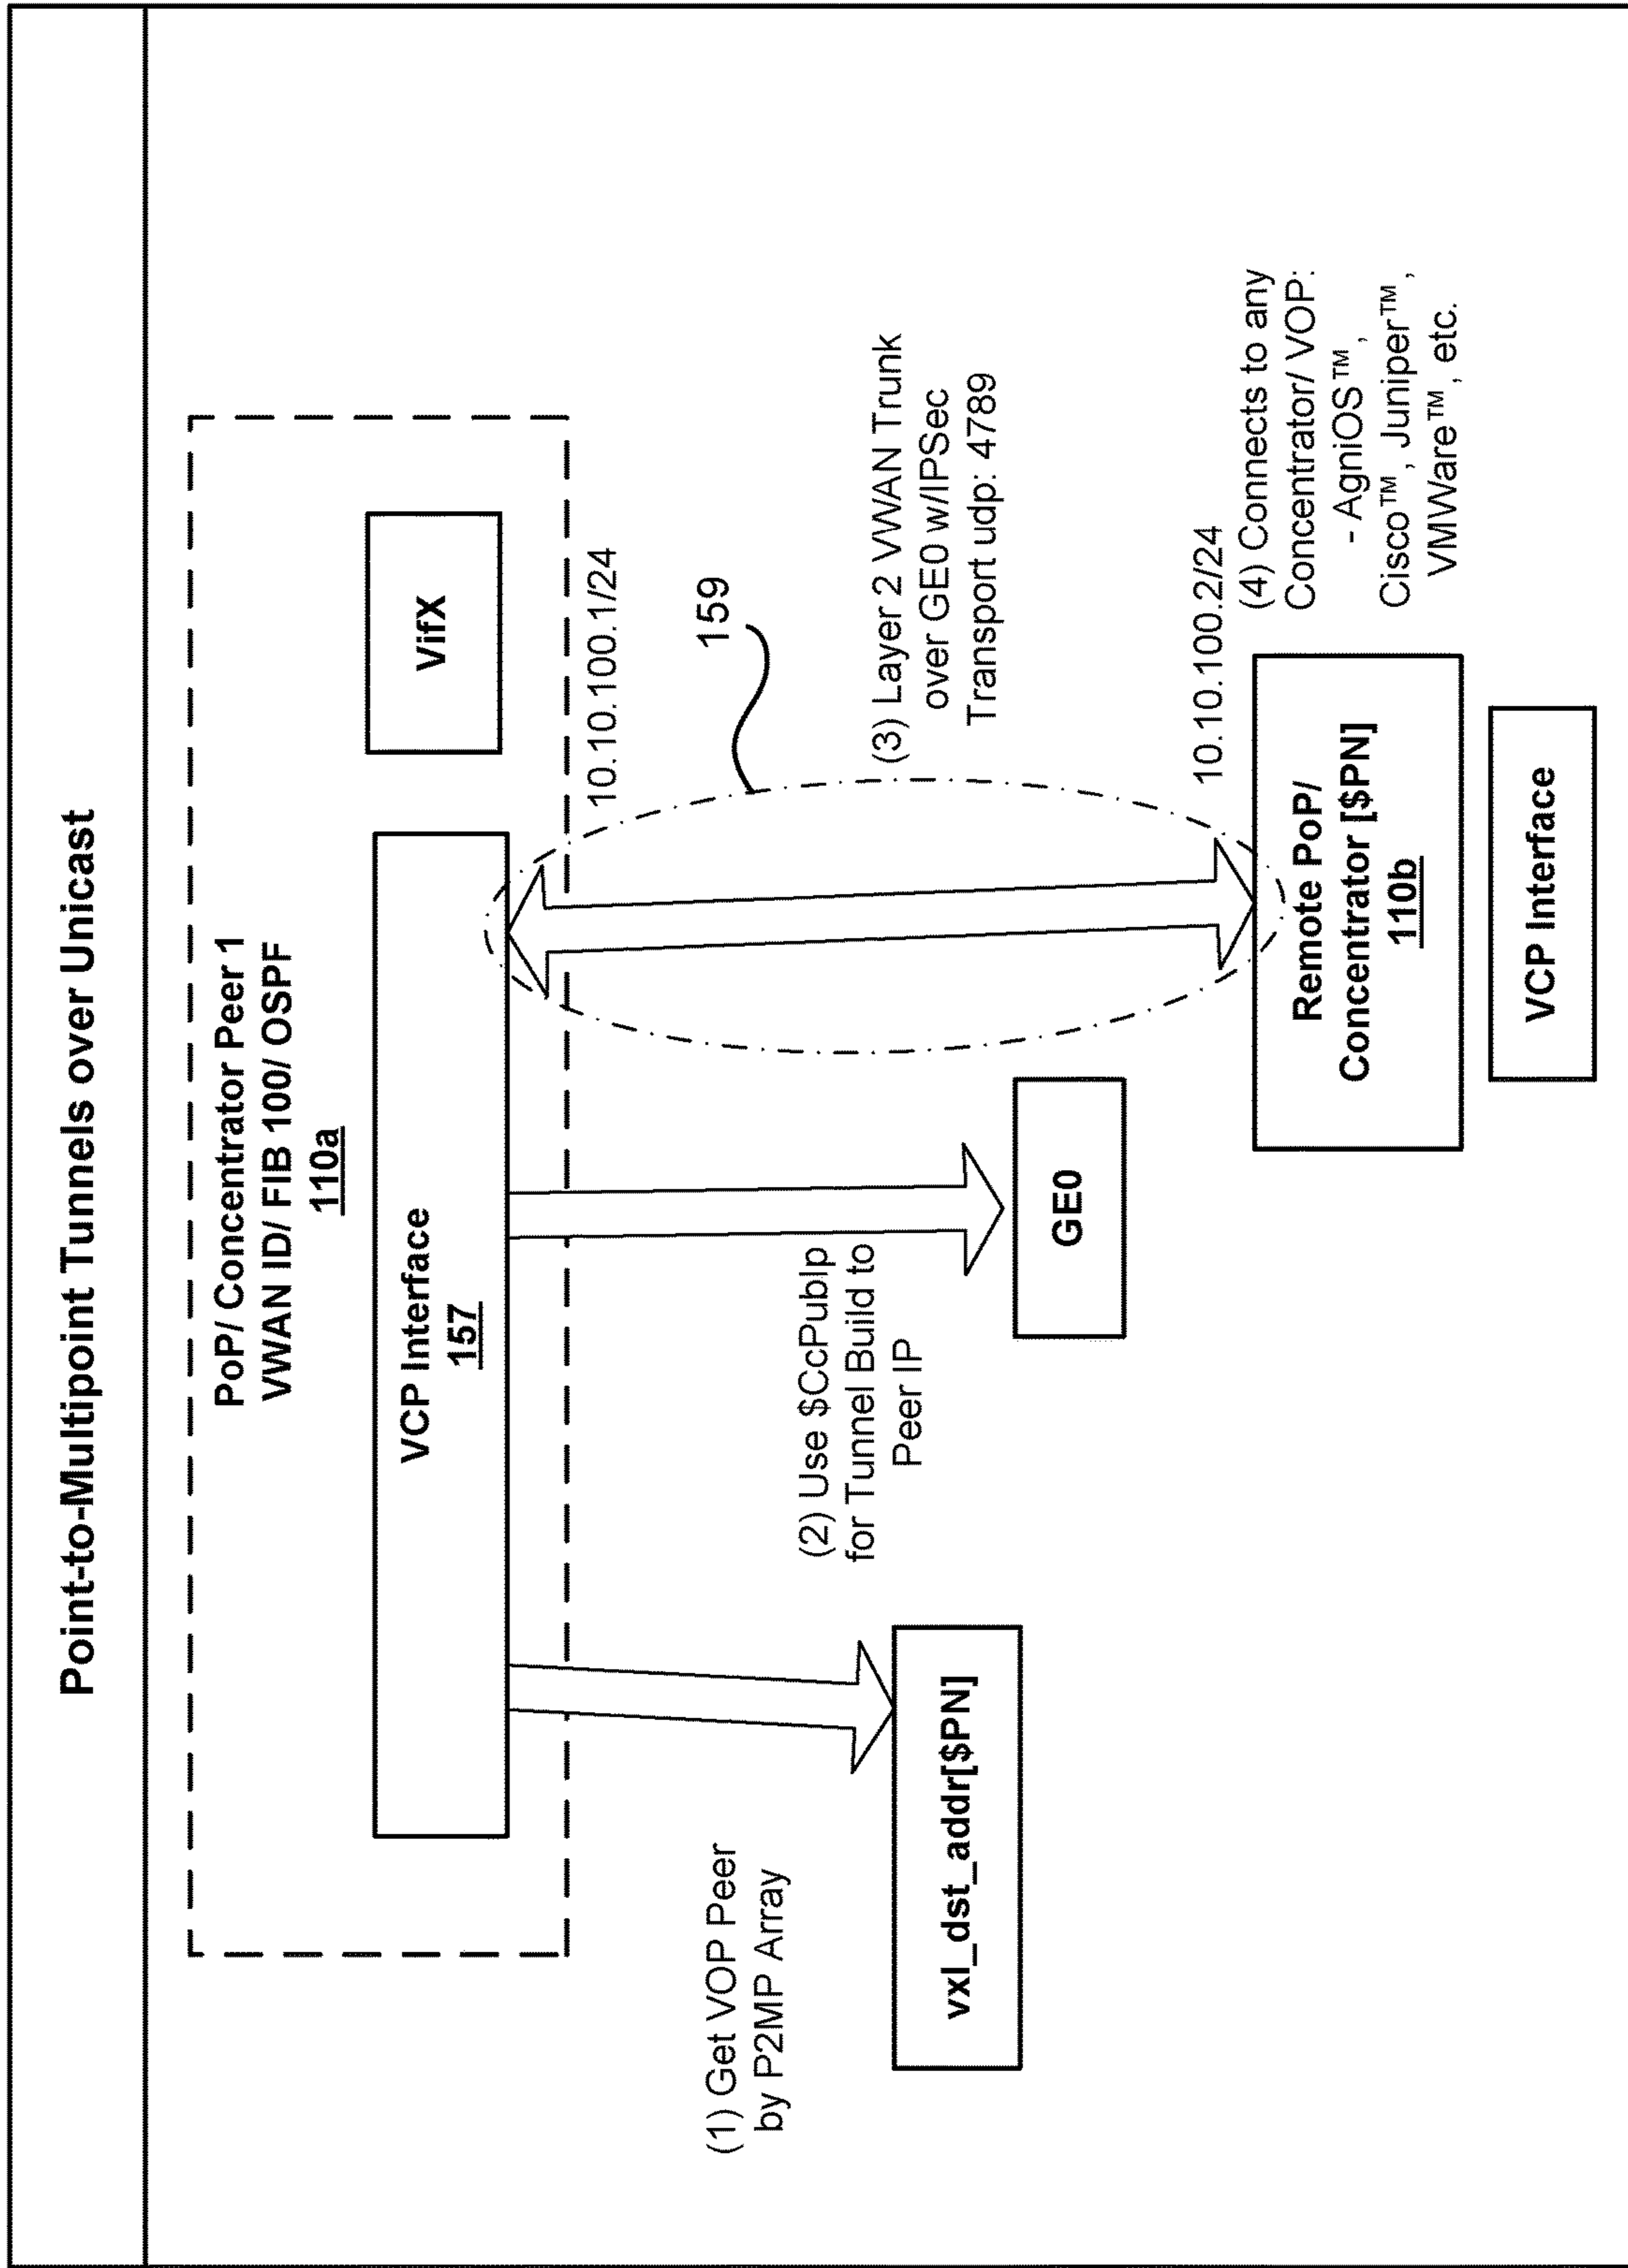 Point-to-Multipoint Tunnels over Unicast
PoP/ Concentrator Peer 1
VWAN ID/ FIB 100/ OSPF
110a
VCP Interface
157
VifX
10.10.100.1/24
(1) Get VOP Peer
by P2MP Array
vxl_dst_addr[$PN]
(2) Use $CcPubIp
for Tunnel Build to
Peer IP
GE0
159
(3) Layer 2 VWAN Trunk
over GE0 w/IPSec
Transport udp: 4789
10.10.100.2/24
Remote PoP/
Concentrator [$PN]
110b
VCP Interface
(4) Connects to any
Concentrator/ VOP:
- AgniOS™ ,
Cisco™ , Juniper™ ,
VMWare™ , etc.